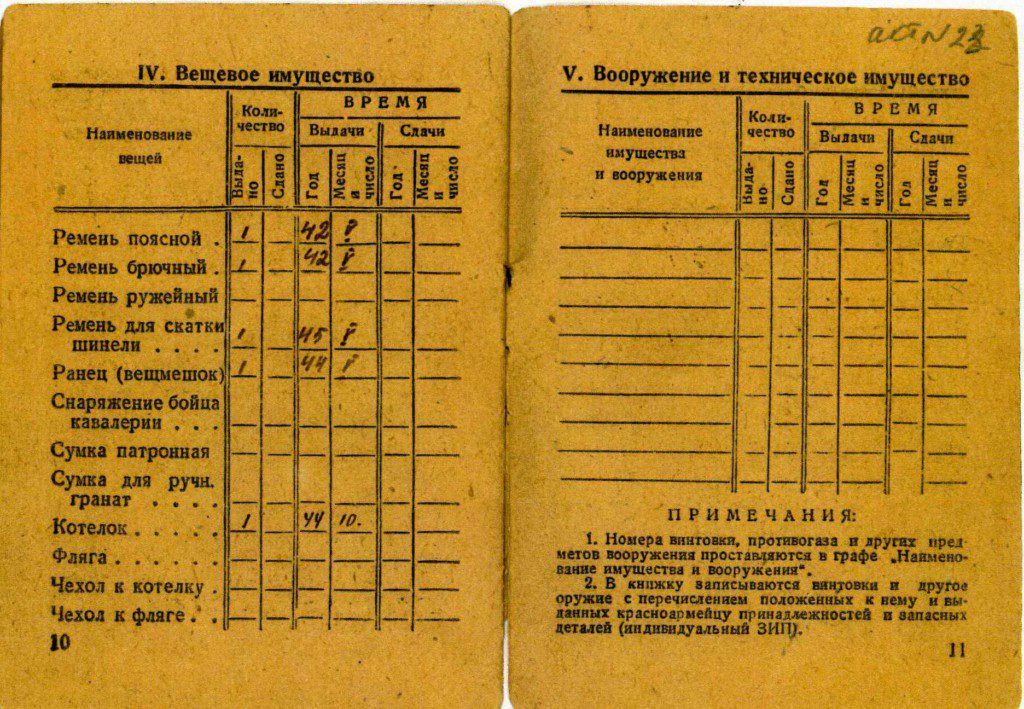 IV. Вещевое имущество
Наименование
вещей
Коли-
чество
ВРЕМЯ
Выдачи
Сдачи
Выда-
но
Сдано
Год
Месяц
и
число
Год
Месяц
и
число
Ремень поясной . 1 42 V
Ремень брючный . 1 42 V
Ремень ружейный
Ремень для скатки
шинели . . . . 1 45 V
Ранец (вещмешок) 1 44 V
Снаряжение бойца
кавалерии . . .
Сумка патронная
Сумка для ручн.
гранат . . . .
Котелок . . . . . 1 44 10.
Фляга . . . . . .
Чехол к котелку .
Чехол к фляге . .
10
V. Вооружение и техническое имущество
Наименование
имущества
и вооружения
Коли-
чество
ВРЕМЯ
Выдачи
Сдачи
Выда-
но
Сдано
Год
Месяц
и
число
Год
Месяц
и
число
ПРИМЕЧАНИЯ:
1. Номера винтовки, противогаза и других пред-
метов вооружения проставляются в графе „Наимено-
вание имущества и вооружения“.
2. В книжку записываются винтовки и другое
оружие с перечислением положенных к нему и вы-
данных красноармейцу принадлежностей и запасных
деталей (индивидуальный ЗИП).
11